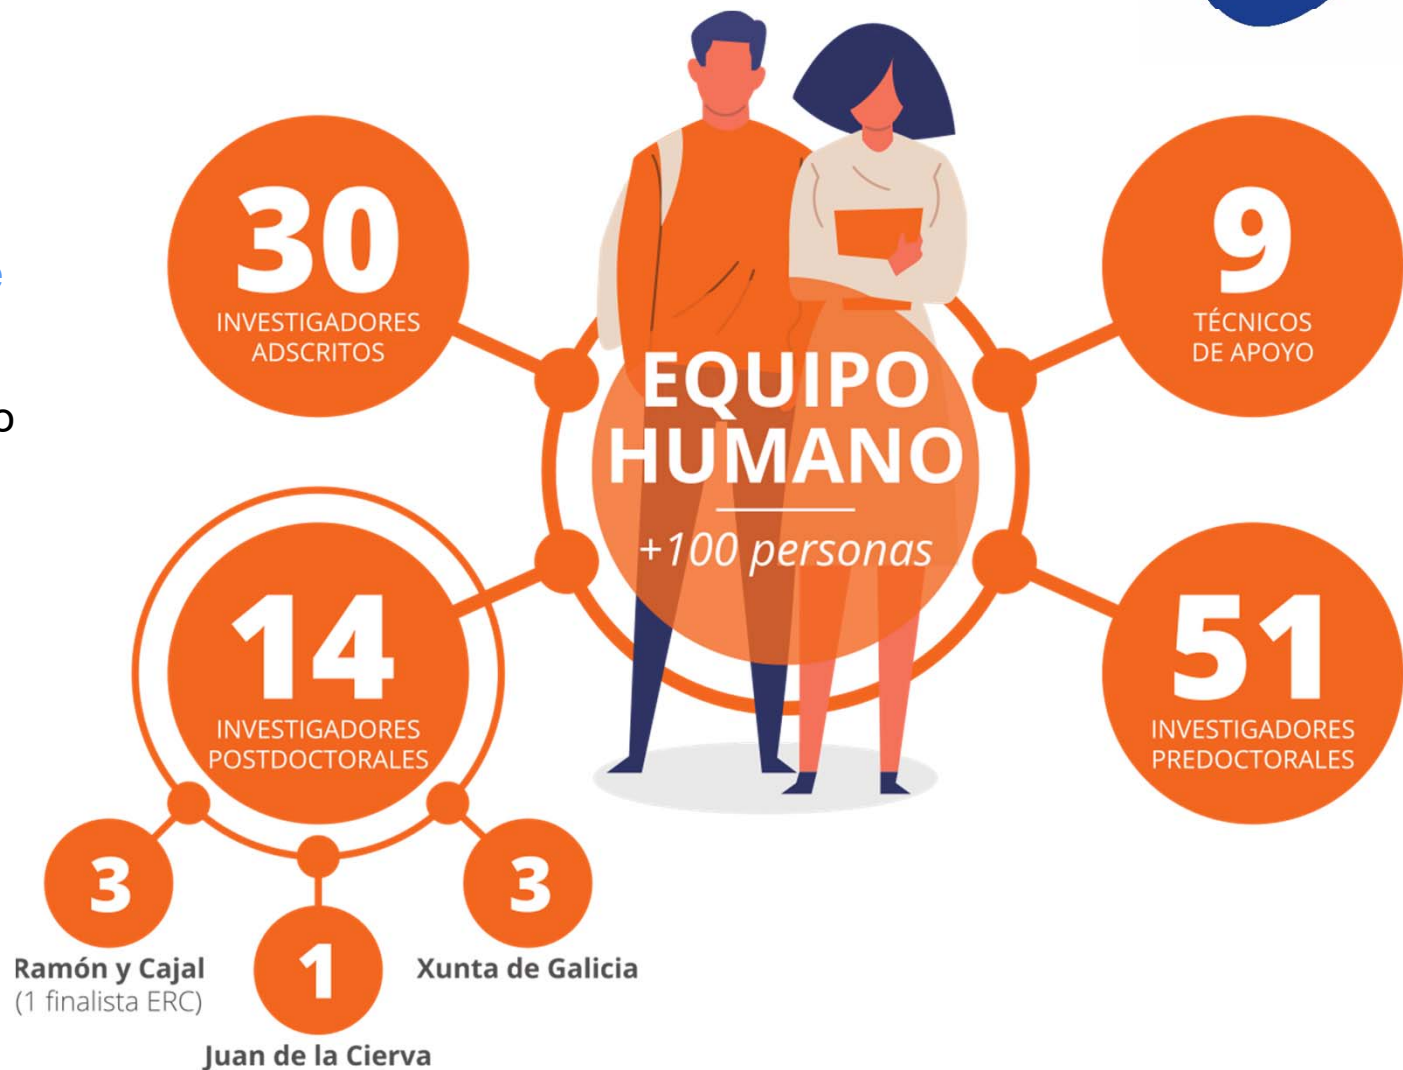 30
INVESTIGADORES
ADSCRITOS
9
TÉCNICOS
DE APOYO
EQUIPO
HUMANO
+100 personas
14
INVESTIGADORES
POSTDOCTORALES
51
INVESTIGADORES
PREDOCTORALES
3
Ramón y Cajal
(1 finalista ERC)
1
Juan de la Cierva
3
Xunta de Galicia